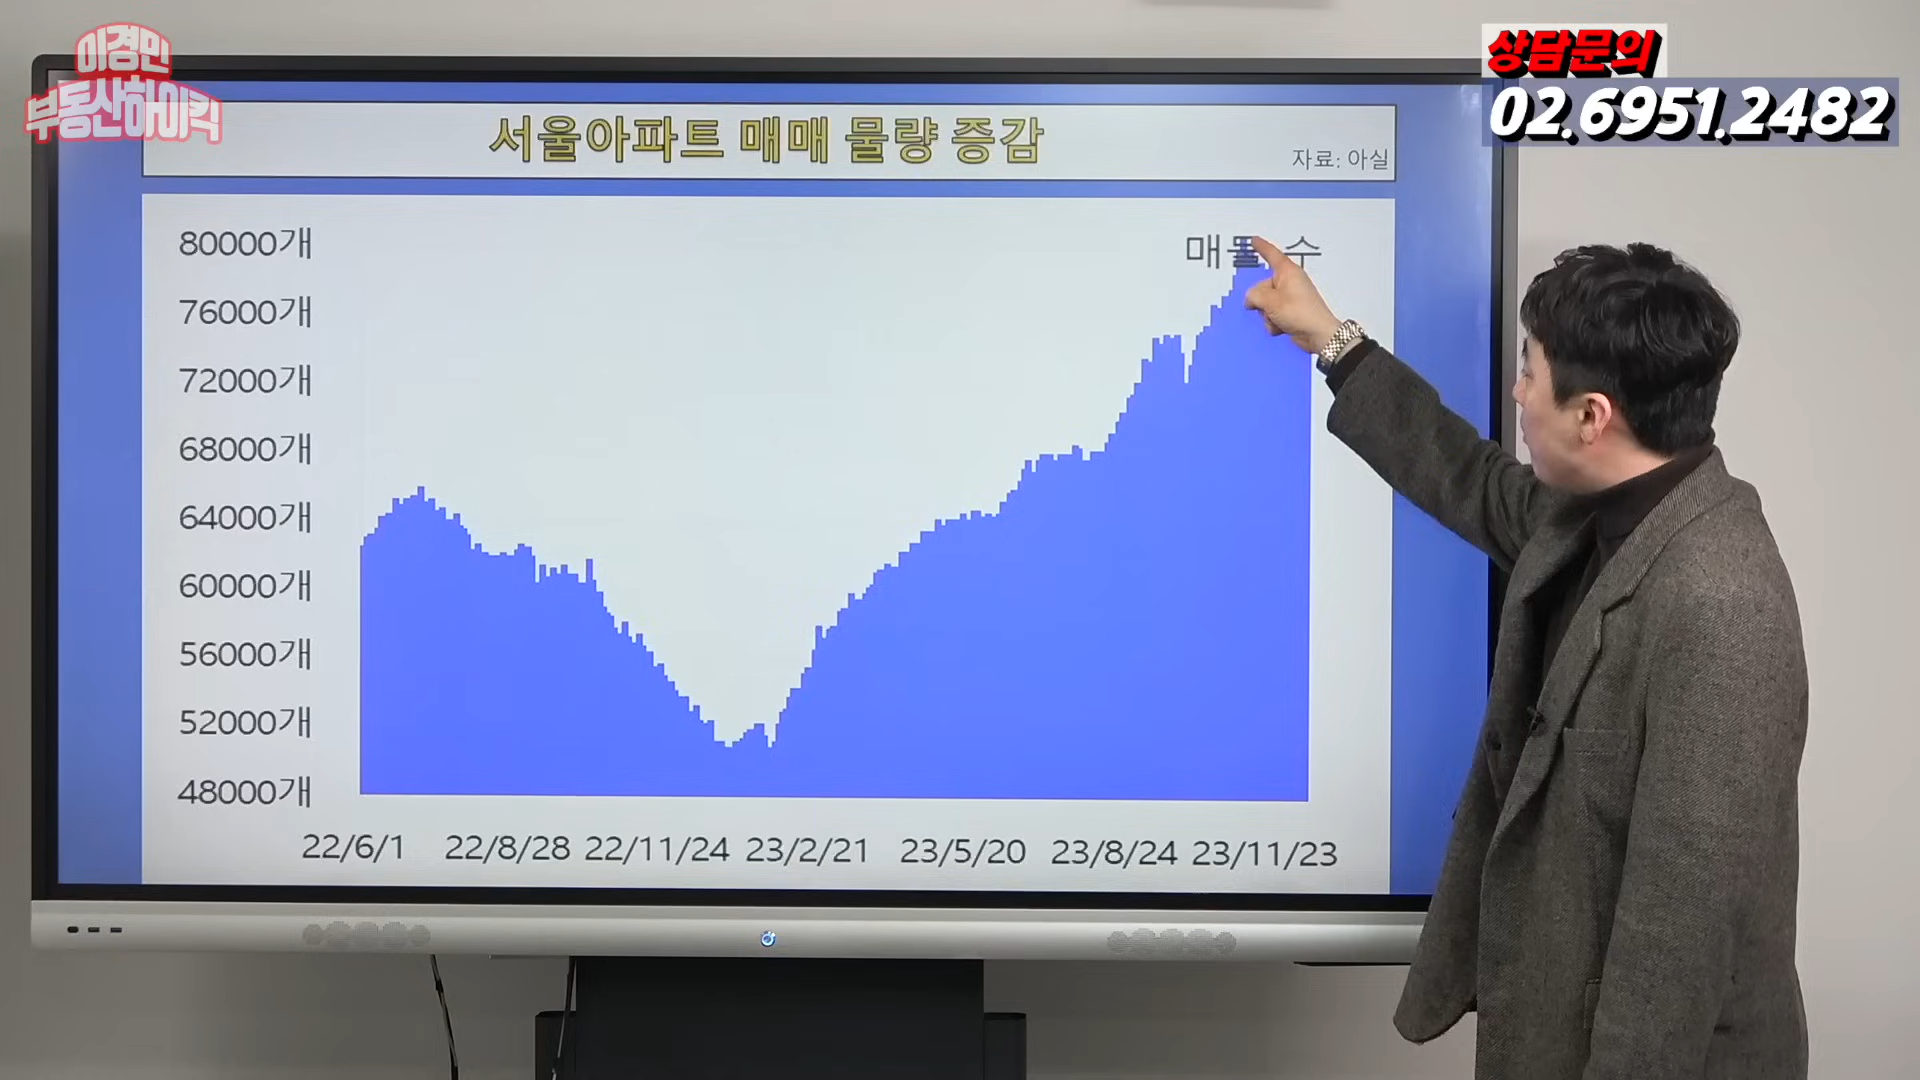 이경민
부동산하이킥
상담문의
02.6951.2482
서울아파트 매매 물량 증감
자료: 아실
80000개
매물 수
76000개
72000개
68000개
64000개
60000개
56000개
52000개
48000개
22/6/1 22/8/28 22/11/24 23/2/21 23/5/20 23/8/24 23/11/23